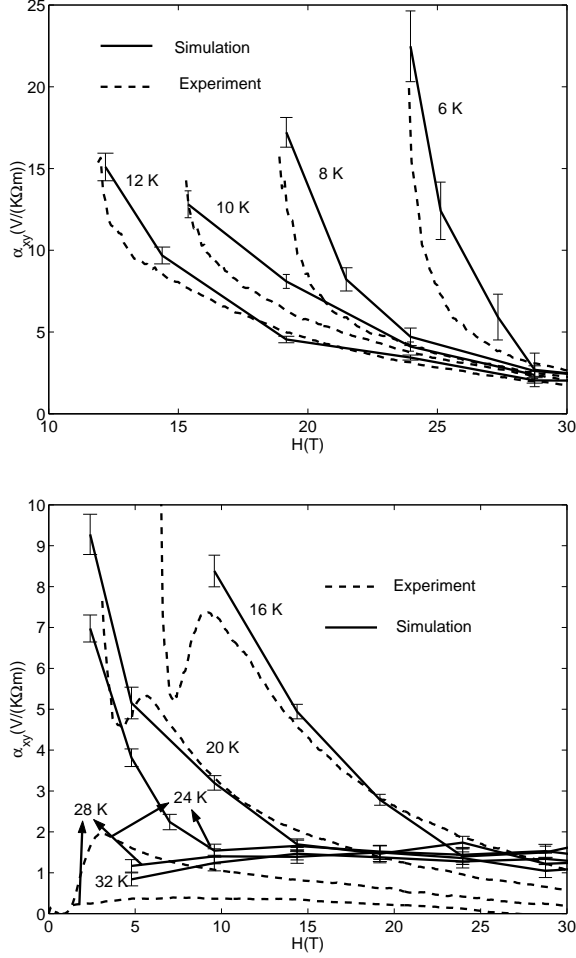 25
20
15
10
5
0
α_xy(V/(KΩm))
Simulation
Experiment
6 K
8 K
12 K
10 K
10
15
20
25
30
H(T)
10
9
8
7
6
5
4
3
2
1
0
α_xy(V/(KΩm))
Experiment
16 K
Simulation
20 K
24 K
28 K
32 K
0
5
10
15
20
25
30
H(T)